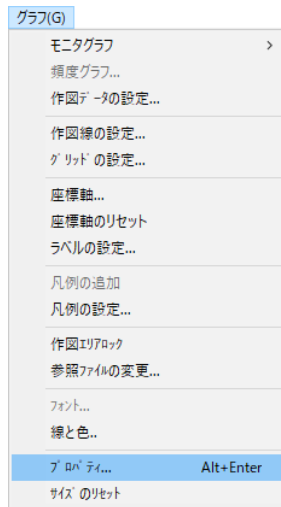 グラフ(G)
モニタグラフ >
頻度グラフ...
作図ﾃﾞｰﾀの設定...
作図線の設定...
ｸﾞﾘｯﾄﾞの設定...
座標軸...
座標軸のリセット
ラベルの設定...
凡例の追加
凡例の設定...
作図ｴﾘｱﾛｯｸ
参照ﾌｧｲﾙの変更...
ﾌｫﾝﾄ...
線と色..
ﾌﾟﾛﾊﾟﾃｨ... Alt+Enter
ｻｲｽﾞのﾘｾｯﾄ